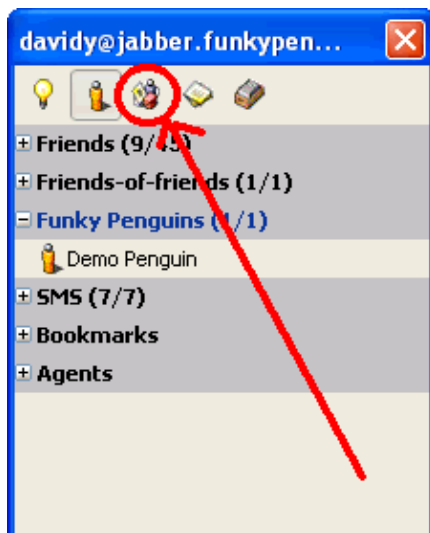 davidy@jabber.funkypen...
Friends (9/45)
Friends-of-friends (1/1)
Funky Penguins (1/1)
Demo Penguin
SMS (7/7)
Bookmarks
Agents